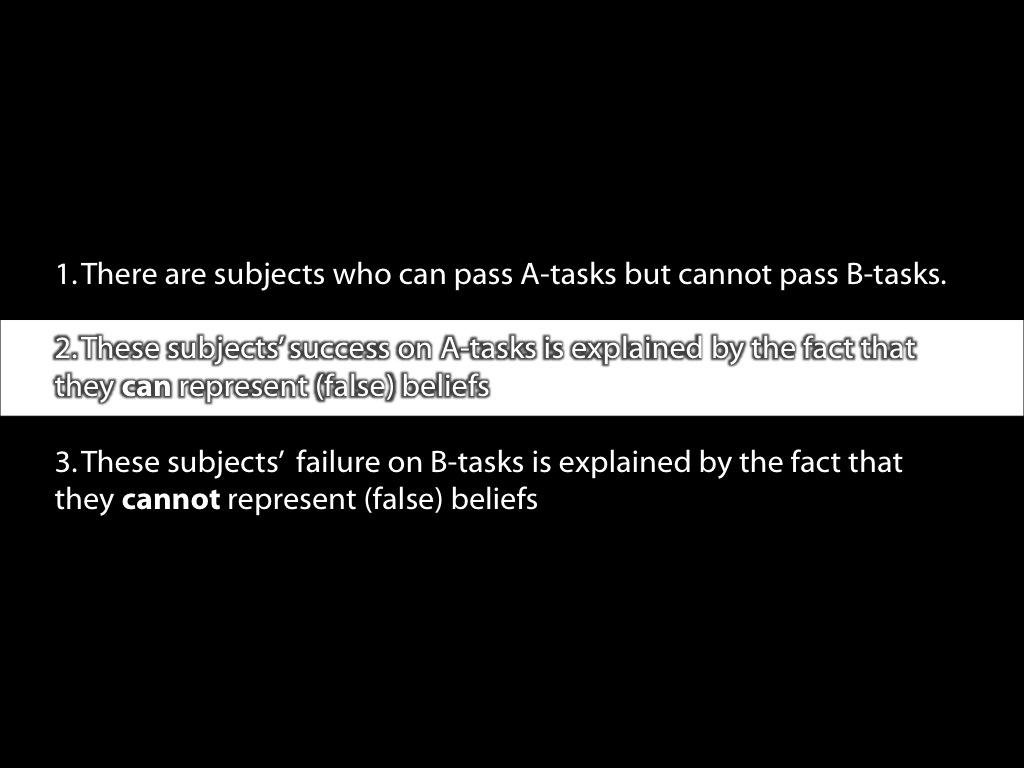 1. There are subjects who can pass A-tasks but cannot pass B-tasks.
2. These subjects’ success on A-tasks is explained by the fact that
they can represent (false) beliefs
3. These subjects’ failure on B-tasks is explained by the fact that
they cannot represent (false) beliefs